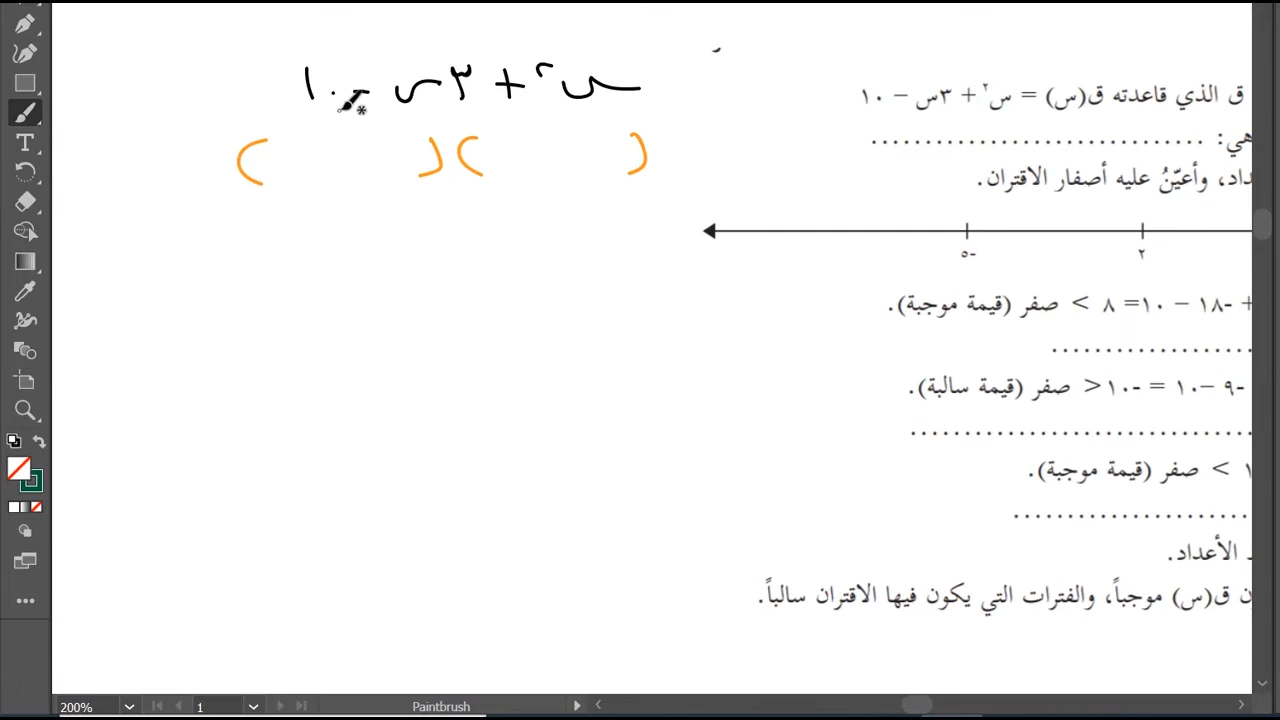 س٢ + ٣س - ١٠
(      ) (      )
ق الذي قاعدته ق(س) = س٢ + ٣س – ١٠
هي: ................................
داد، وأعيّنُ عليه أصفار الاقتران.
-٥ ٢
+ -١٨ – ١٠= ٨ > صفر (قيمة موجبة).
...................
-٩ –١٠ = -١٠< صفر (قيمة سالبة).
................................
١ > صفر (قيمة موجبة).
......................
الأعداد.
ن ق(س) موجباً، والفترات التي يكون فيها الاقتران سالباً.
200% 1 Paintbrush